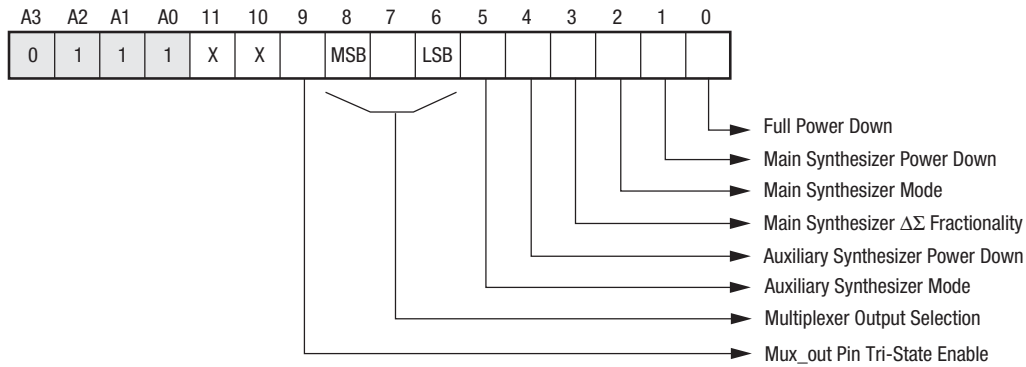 A3 A2 A1 A0 11 10 9 8 7 6 5 4 3 2 1 0
0 1 1 1 X X MSB LSB
Full Power Down
Main Synthesizer Power Down
Main Synthesizer Mode
Main Synthesizer ΔΣ Fractionality
Auxiliary Synthesizer Power Down
Auxiliary Synthesizer Mode
Multiplexer Output Selection
Mux_out Pin Tri-State Enable